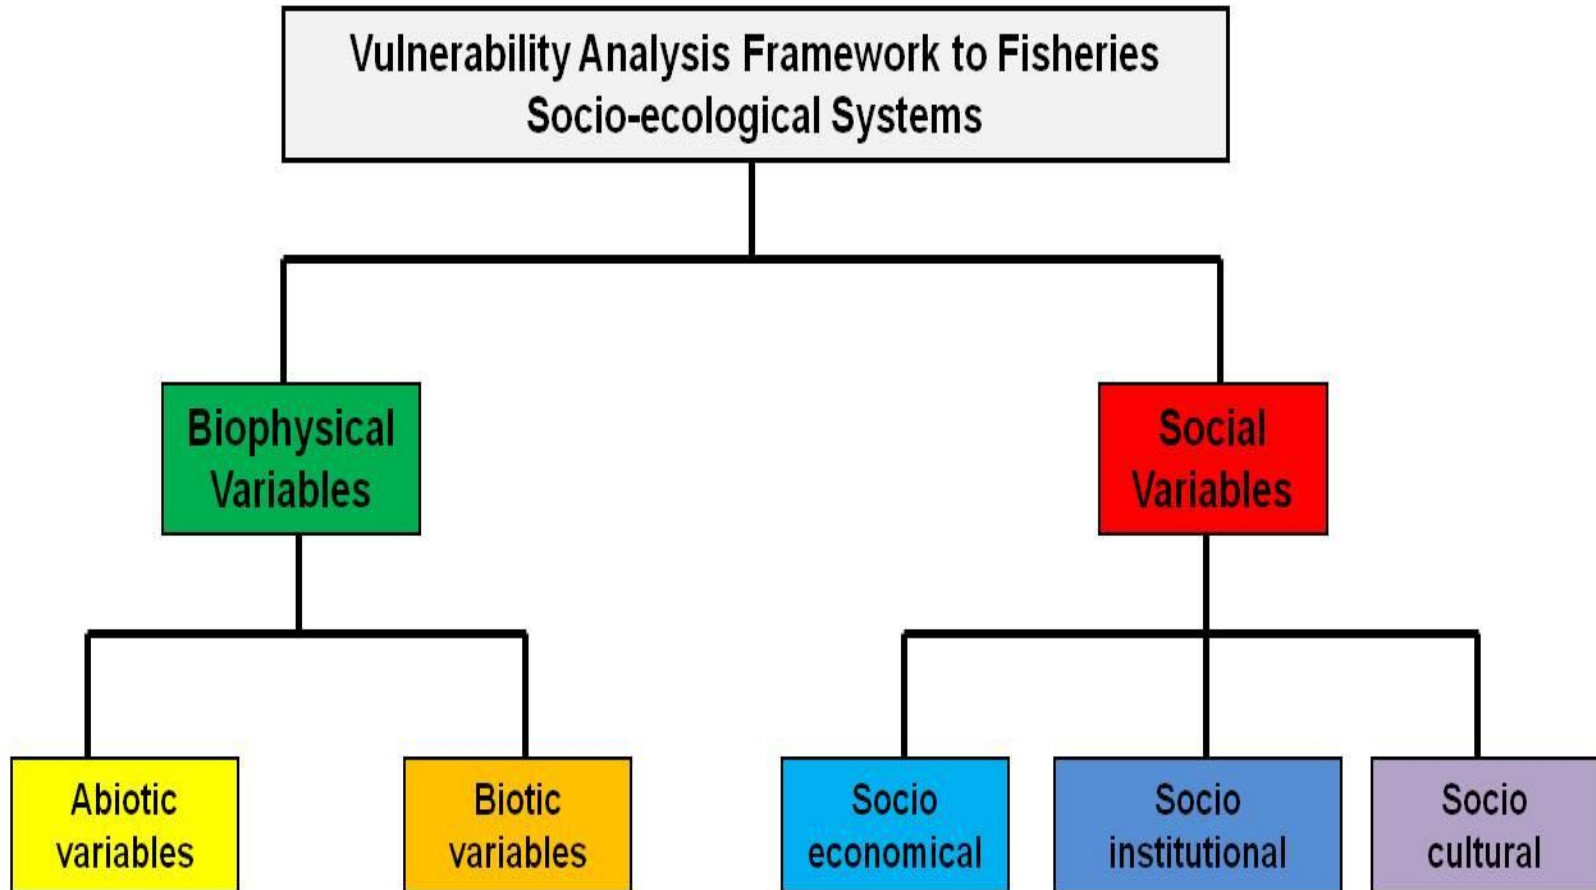 Vulnerability Analysis Framework to Fisheries
Socio-ecological Systems
Biophysical
Variables
Social
Variables
Abiotic
variables
Biotic
variables
Socio
economical
Socio
institutional
Socio
cultural